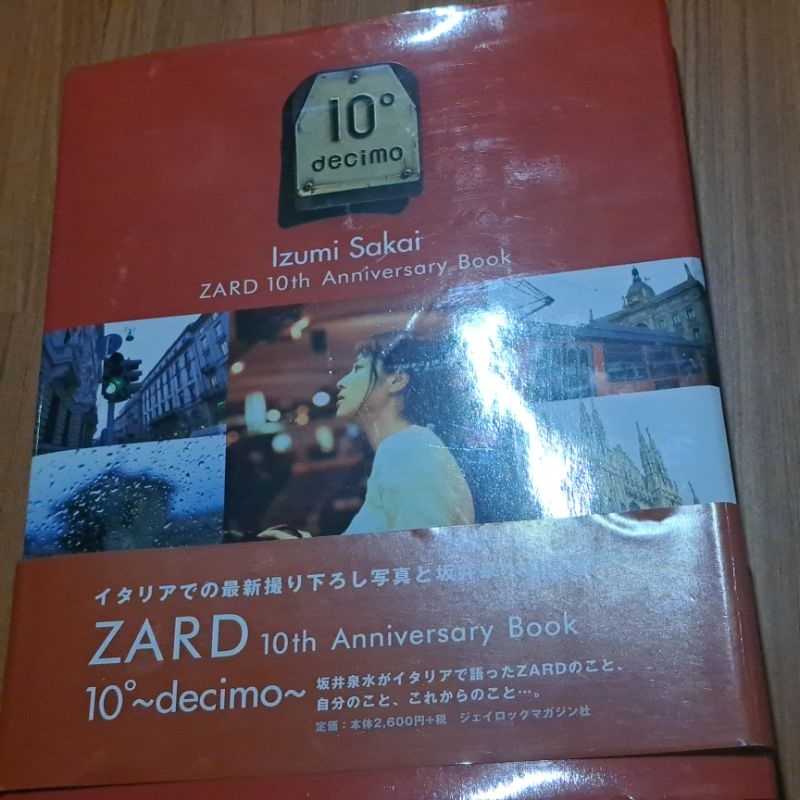 10°
decimo
Izumi Sakai
ZARD 10th Anniversary Book
イタリアでの最新撮り下ろし写真と坂井
ZARD 10th Anniversary Book
10°~decimo~
坂井泉水がイタリアで語ったZARDのこと、
自分のこと、これからのこと…。
定価：本体2,600円+税 ジェイロックマガジン社